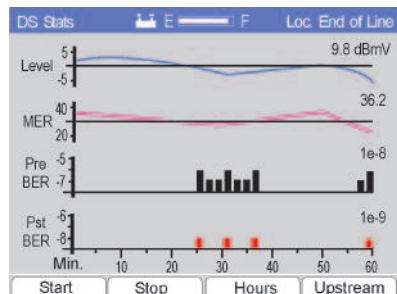 DS Stats E F Loc. End of Line
9.8 dBmV
5
Level
-5
36.2
40
MER
20
1e-8
Pre -5
BER -7
1e-9
Pst -6
BER -8
Min. 10 20 30 40 50 60
Start Stop Hours Upstream